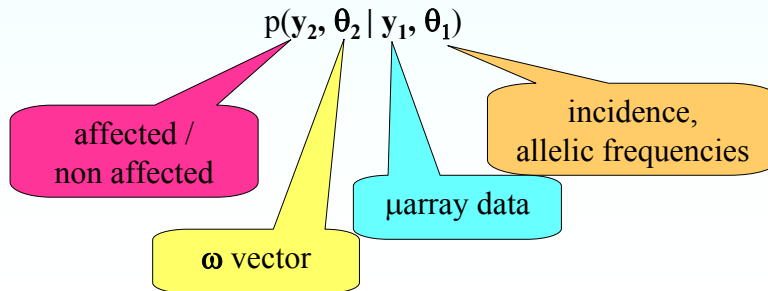 p(y₂, θ₂ | y₁, θ₁)
affected /
non affected
incidence,
allelic frequencies
μarray data
ω vector